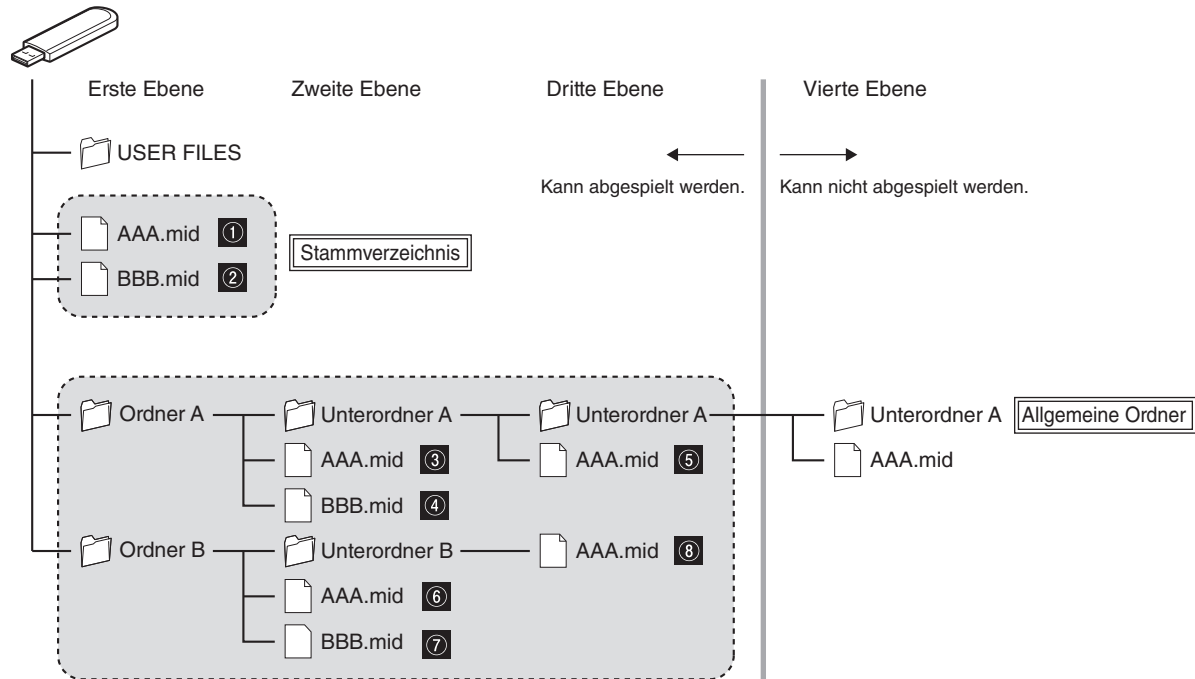 Erste Ebene Zweite Ebene Dritte Ebene Vierte Ebene
USER FILES
Kann abgespielt werden. Kann nicht abgespielt werden.
AAA.mid ①
Stammverzeichnis
BBB.mid ②
Ordner A Unterordner A Unterordner A Unterordner A Allgemeine Ordner
AAA.mid ③ AAA.mid ⑤ AAA.mid
BBB.mid ④
Ordner B Unterordner B AAA.mid ⑧
AAA.mid ⑥
BBB.mid ⑦